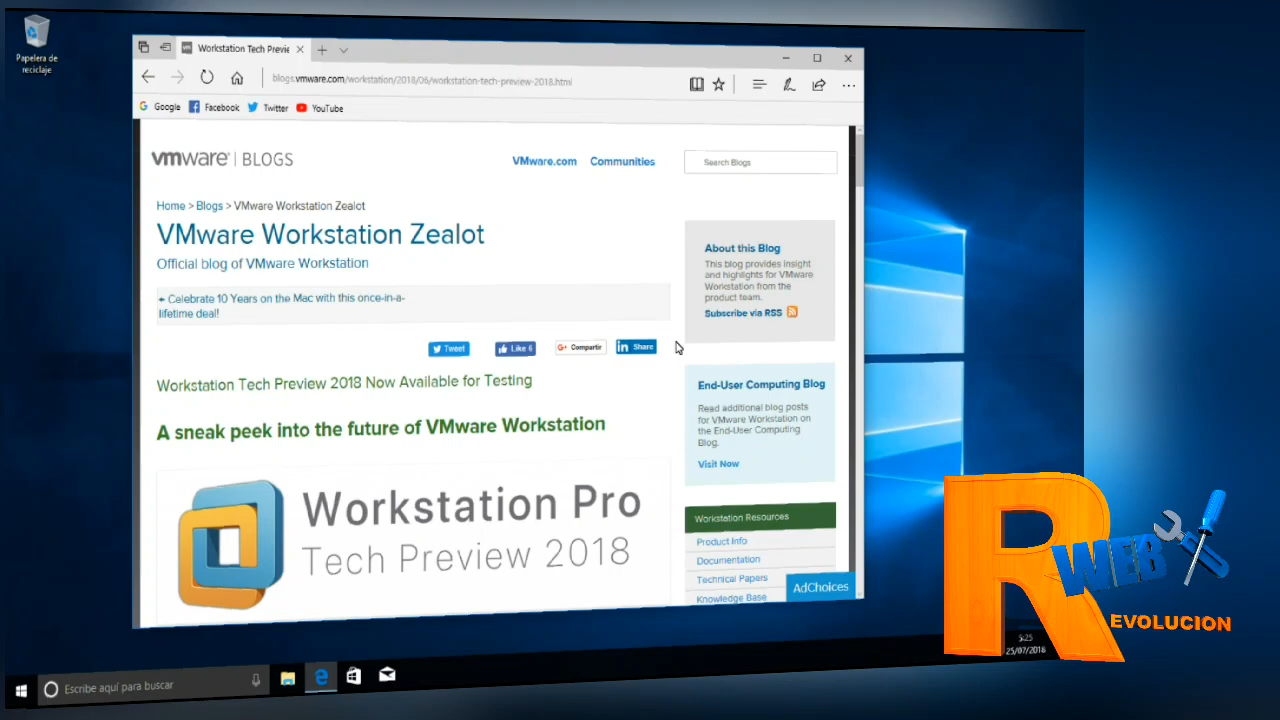 Papelera de
reciclaje
Workstation Tech Previe
blogs.vmware.com/workstation/2018/06/workstation-tech-preview-2018.html
Google Facebook Twitter YouTube
vmware | BLOGS
VMware.com Communities
Search Blogs
Home > Blogs > VMware Workstation Zealot
VMware Workstation Zealot
Official blog of VMware Workstation
Celebrate 10 Years on the Mac with this once-in-a-
lifetime deal!
Tweet Like 6 G+ Compartir in Share
Workstation Tech Preview 2018 Now Available for Testing
A sneak peek into the future of VMware Workstation
Workstation Pro
Tech Preview 2018
About this Blog
This blog provides insight
and highlights for VMware
Workstation from the
product team.
Subscribe via RSS
End-User Computing Blog
Read additional blog posts
for VMware Workstation on
the End-User Computing
Blog.
Visit Now
Workstation Resources
Product Info
Documentation
Technical Papers
Knowledge Base
AdChoices
R WEB
EVOLUCION
5:25
25/07/2018
Escribe aquí para buscar